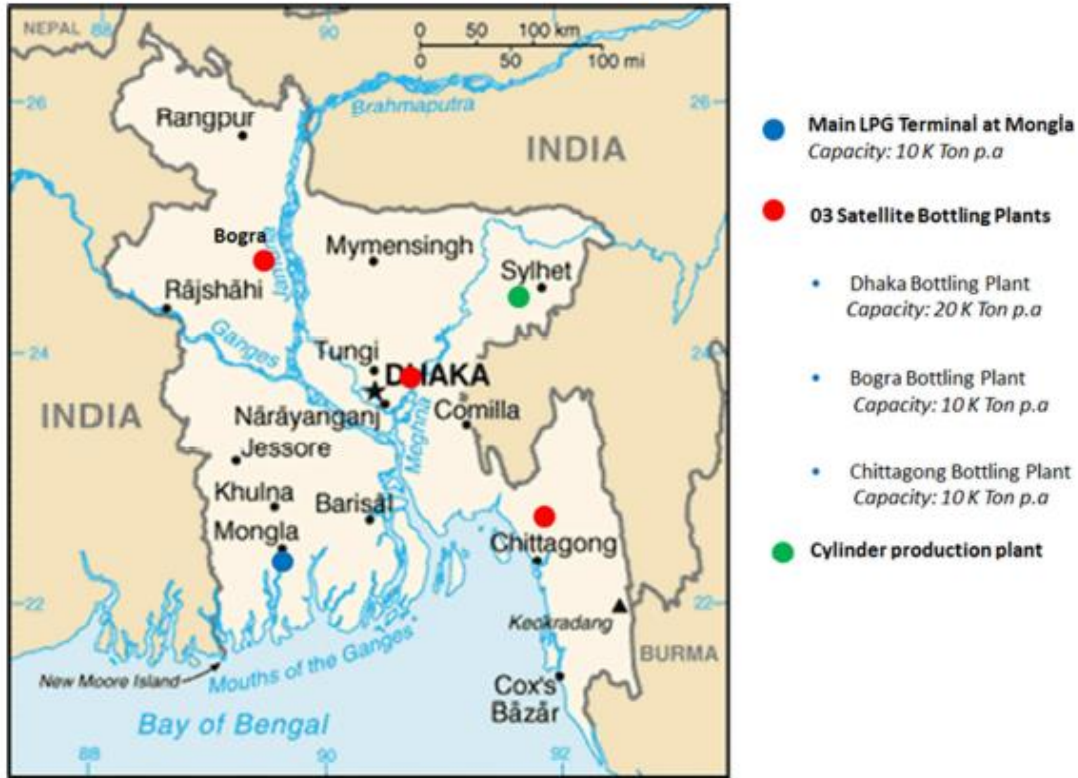 NEPAL
88
90
0 50 100 km
0 50 100 mi
26
Brahmaputra
26
Rangpur
INDIA
Bogra
Jamuna
Mymensingh
Sylhet
Rājshāhi
24
Ganges
Tungi
24
DHAKA
INDIA
Nārāyanganj
Meghna
Comilla
Jessore
Khulna
Barisāl
Mongla
Chittagong
22
22
Keokradang
BURMA
New Moore Island
Mouths of the Ganges
Cox's
Bāzār
Bay of Bengal
88
90
92
Main LPG Terminal at Mongla
Capacity: 10 K Ton p.a
03 Satellite Bottling Plants
• Dhaka Bottling Plant
Capacity: 20 K Ton p.a
• Bogra Bottling Plant
Capacity: 10 K Ton p.a
• Chittagong Bottling Plant
Capacity: 10 K Ton p.a
Cylinder production plant